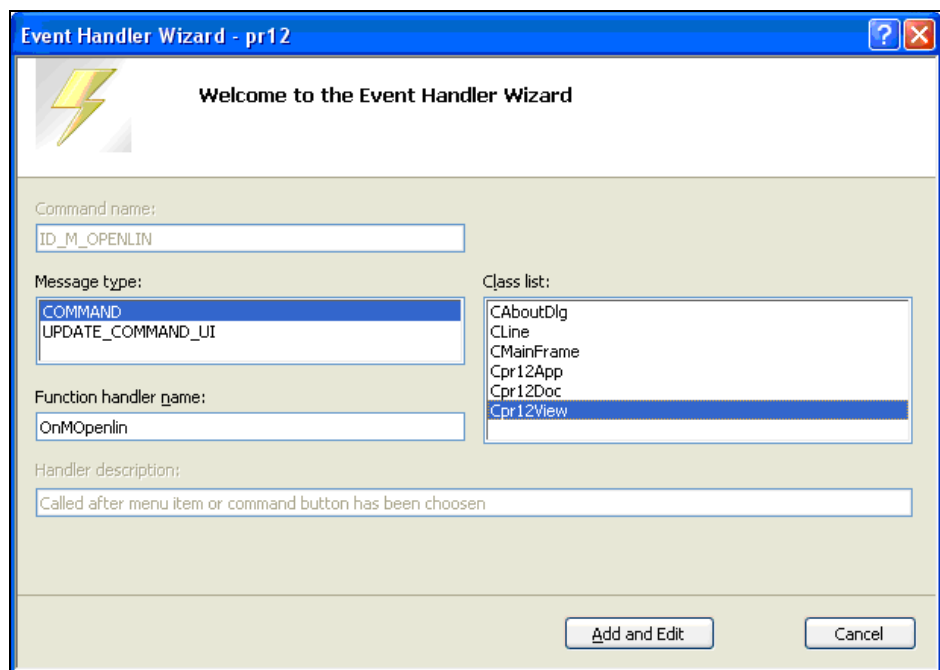 Event Handler Wizard - pr12
Welcome to the Event Handler Wizard
Command name:
ID_M_OPENLIN
Message type:
COMMAND
UPDATE_COMMAND_UI
Class list:
CAboutDlg
CLine
CMainFrame
Cpr12App
Cpr12Doc
Cpr12View
Function handler name:
OnMOpenlin
Handler description:
Called after menu item or command button has been choosen
Add and Edit
Cancel